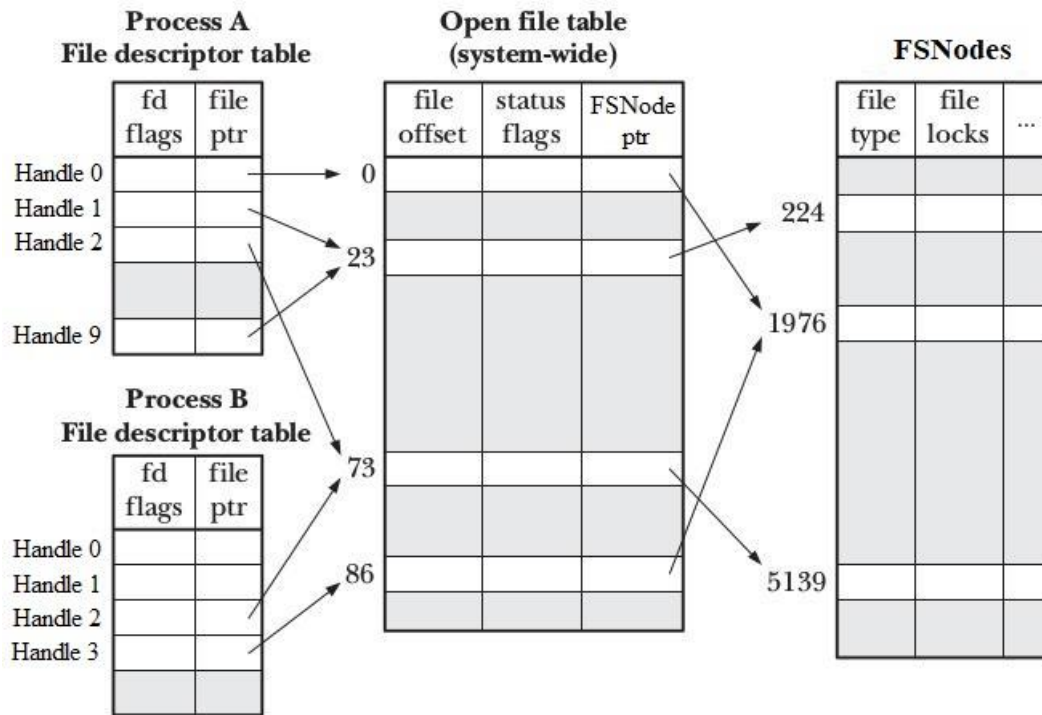 Process A
File descriptor table
fd
flags
file
ptr
Handle 0
Handle 1
Handle 2
Handle 9
Process B
File descriptor table
fd
flags
file
ptr
Handle 0
Handle 1
Handle 2
Handle 3
Open file table
(system-wide)
file
offset
status
flags
FSNode
ptr
0
23
73
86
FSNodes
file
type
file
locks
...
224
1976
5139